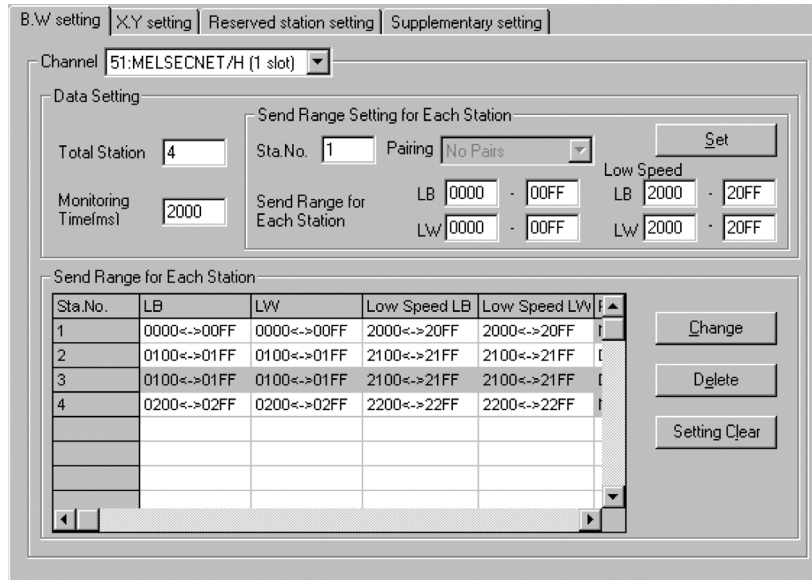 B.W setting X.Y setting Reserved station setting Supplementary setting
Channel 51:MELSECNET/H (1 slot)
Data Setting
Send Range Setting for Each Station
Total Station 4 Sta.No. 1 Pairing No Pairs Set
Low Speed
Monitoring Time(ms) 2000 Send Range for Each Station LB 0000 - 00FF LB 2000 - 20FF
LW 0000 - 00FF LW 2000 - 20FF
Send Range for Each Station
Sta.No. LB LW Low Speed LB Low Speed LW
1 0000<->00FF 0000<->00FF 2000<->20FF 2000<->20FF
2 0100<->01FF 0100<->01FF 2100<->21FF 2100<->21FF
3 0100<->01FF 0100<->01FF 2100<->21FF 2100<->21FF
4 0200<->02FF 0200<->02FF 2200<->22FF 2200<->22FF
Change
Delete
Setting Clear